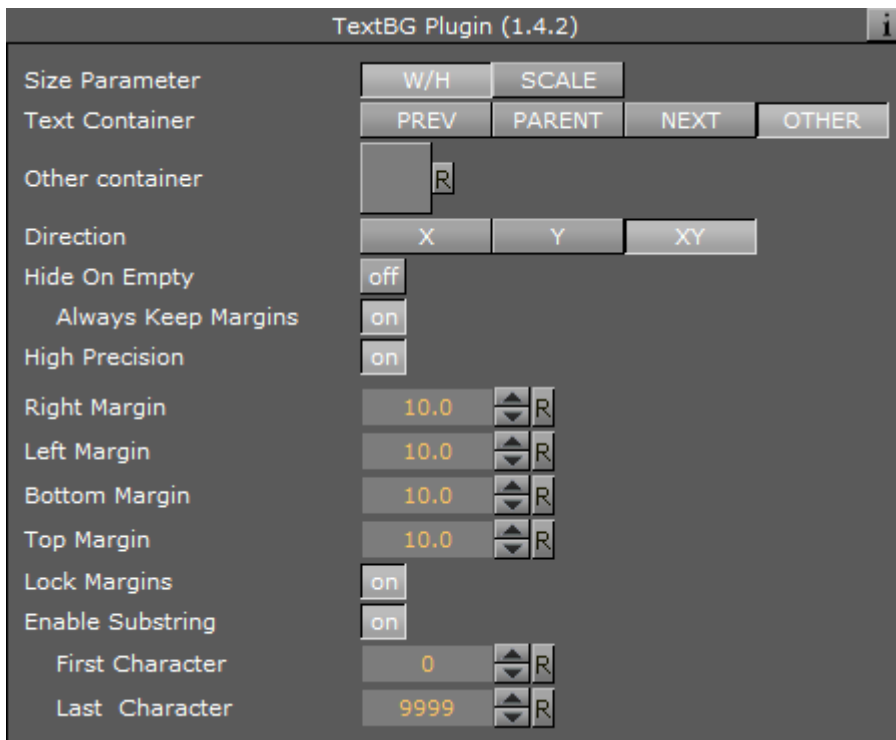 TextBG Plugin (1.4.2) i
Size Parameter W/H SCALE
Text Container PREV PARENT NEXT OTHER
Other container R
Direction X Y XY
Hide On Empty off
Always Keep Margins on
High Precision on
Right Margin 10.0 R
Left Margin 10.0 R
Bottom Margin 10.0 R
Top Margin 10.0 R
Lock Margins on
Enable Substring on
First Character 0 R
Last Character 9999 R